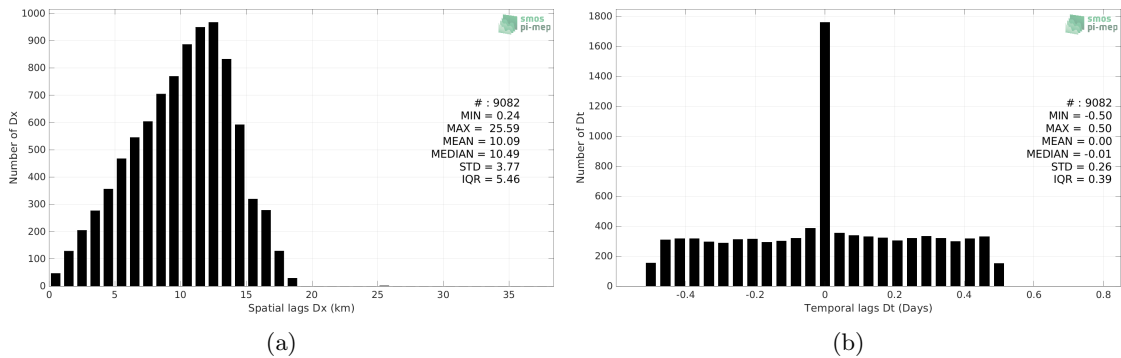 smos
pi-mep
1000
900
800
700
600
500
400
300
200
100
0
Number of Dx
# : 9082
MIN = 0.24
MAX = 25.59
MEAN = 10.09
MEDIAN = 10.49
STD = 3.77
IQR = 5.46
0 5 10 15 20 25 30 35
Spatial lags Dx (km)
(a)
smos
pi-mep
1800
1600
1400
1200
1000
800
600
400
200
0
Number of Dt
# : 9082
MIN = -0.50
MAX = 0.50
MEAN = 0.00
MEDIAN = -0.01
STD = 0.26
IQR = 0.39
-0.4 -0.2 0 0.2 0.4 0.6 0.8
Temporal lags Dt (Days)
(b)